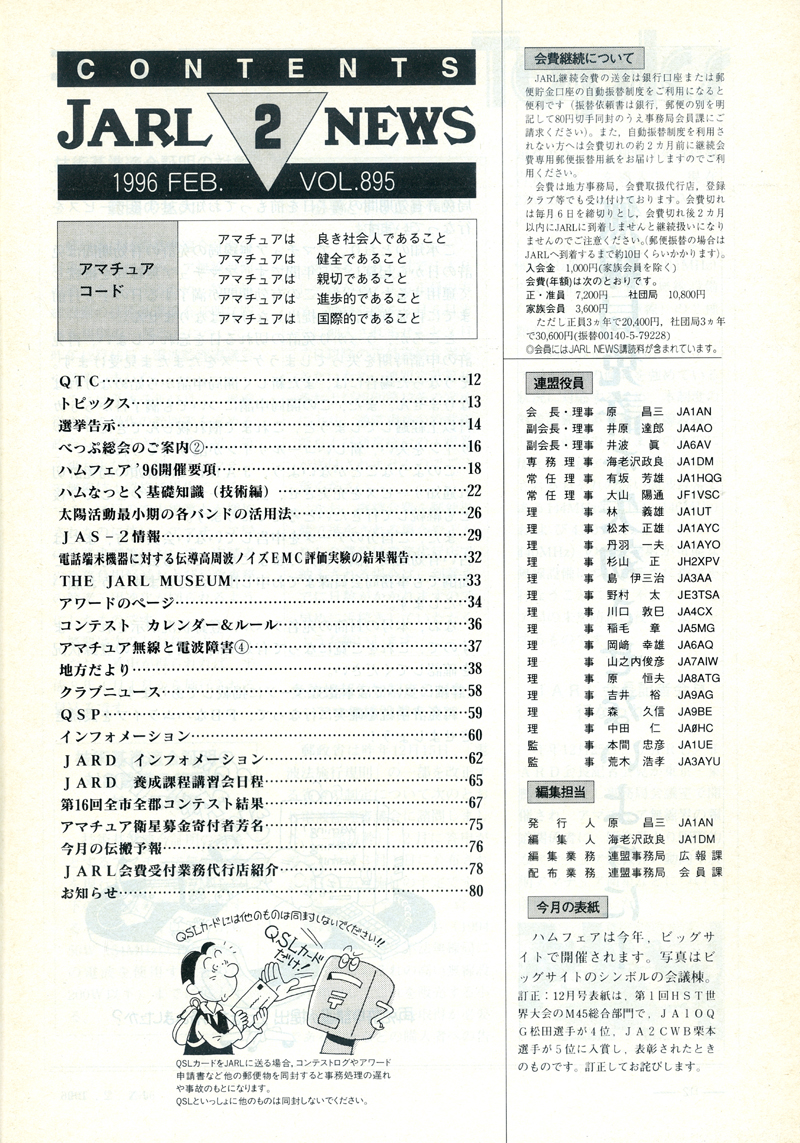 CONTENTS
JARL 2 NEWS
1996 FEB. VOL.895
アマチュア
コード
アマチュアは 良き社会人であること
アマチュアは 健全であること
アマチュアは 親切であること
アマチュアは 進歩的であること
アマチュアは 国際的であること
QTC……12
トピックス……13
選挙告示……14
べっぷ総会のご案内②……16
ハムフェア'96開催要項……18
ハムなっとく基礎知識（技術編）……22
太陽活動最小期の各バンドの活用法……26
JAS-2情報……29
電話端末機器に対する伝導高周波ノイズEMC評価実験の結果報告……32
THE JARL MUSEUM……33
アワードのページ……34
コンテスト カレンダー＆ルール……36
アマチュア無線と電波障害④……37
地方だより……38
クラブニュース……58
QSP……59
インフォメーション……60
JARD インフォメーション……62
JARD 養成課程講習会日程……65
第16回全市全郡コンテスト結果……67
アマチュア衛星募金寄付者芳名……75
今月の伝搬予報……76
JARL会費受付業務代行店紹介……78
お知らせ……80
QSLカードには他のものは同封しないでください!!
QSLカード
だけ!
QSLカードをJARLに送る場合，コンテストログやアワード
申請書など他の郵便物を同封すると事務処理の遅れ
や事故のもとになります。
QSLといっしょに他のものは同封しないでください。
会費継続について
JARL継続会費の送金は銀行口座または郵
便貯金口座の自動振替制度をご利用になると
便利です（振替依頼書は銀行，郵便の別を明
記して80円切手同封のうえ事務局会員課にご
請求ください）。また，自動振替制度を利用さ
れない方へは会費切れの約2カ月前に継続会
費専用郵便振替用紙をお届けしますのでご利
用ください。
会費は地方事務局，会費取扱代行店，登録
クラブ等でも受け付けております。会費切れ
は毎月6日を締切りとし，会費切れ後2カ月
以内にJARLに到着しませんと継続扱いになり
ませんのでご注意ください。(郵便振替の場合は
JARLへ到着するまで約10日くらいかかります)。
入会金 1,000円(家族会員を除く)
会費(年額)は次のとおりです。
正・准員 7,200円 社団局 10,800円
家族会員 3,600円
ただし正員3ヵ年で20,400円，社団局3ヵ年
で30,600円(振替00140-5-79228)
◎会員にはJARL NEWS購読料が含まれています。
連盟役員
会長・理事 原 昌三 JA1AN
副会長・理事 井原 達郎 JA4AO
副会長・理事 井波 眞 JA6AV
専務理事 海老沢政良 JA1DM
常任理事 有坂 芳雄 JA1HQG
常任理事 大山 陽通 JF1VSC
理事 林 義雄 JA1UT
理事 松本 正雄 JA1AYC
理事 丹羽 一夫 JA1AYO
理事 杉山 正 JH2XPV
理事 島 伊三治 JA3AA
理事 野村 太 JE3TSA
理事 川口 敦巳 JA4CX
理事 稲毛 章 JA5MG
理事 岡﨑 幸雄 JA6AQ
理事 山之内俊彦 JA7AIW
理事 原 恒夫 JA8ATG
理事 吉井 裕 JA9AG
理事 森 久信 JA9BE
理事 中田 仁 JAØHC
監事 本間 忠彦 JA1UE
監事 荒木 浩孝 JA3AYU
編集担当
発行人 原 昌三 JA1AN
編集人 海老沢政良 JA1DM
編集業務 連盟事務局 広報課
配布業務 連盟事務局 会員課
今月の表紙
ハムフェアは今年，ビッグサ
イトで開催されます。写真はビ
ッグサイトのシンボルの会議棟。
訂正：12月号表紙は，第1回HST世
界大会のM45総合部門で，JA1OQ
G松田選手が4位，JA2CWB栗本
選手が5位に入賞し，表彰されたとき
のものです。訂正してお詫びします。